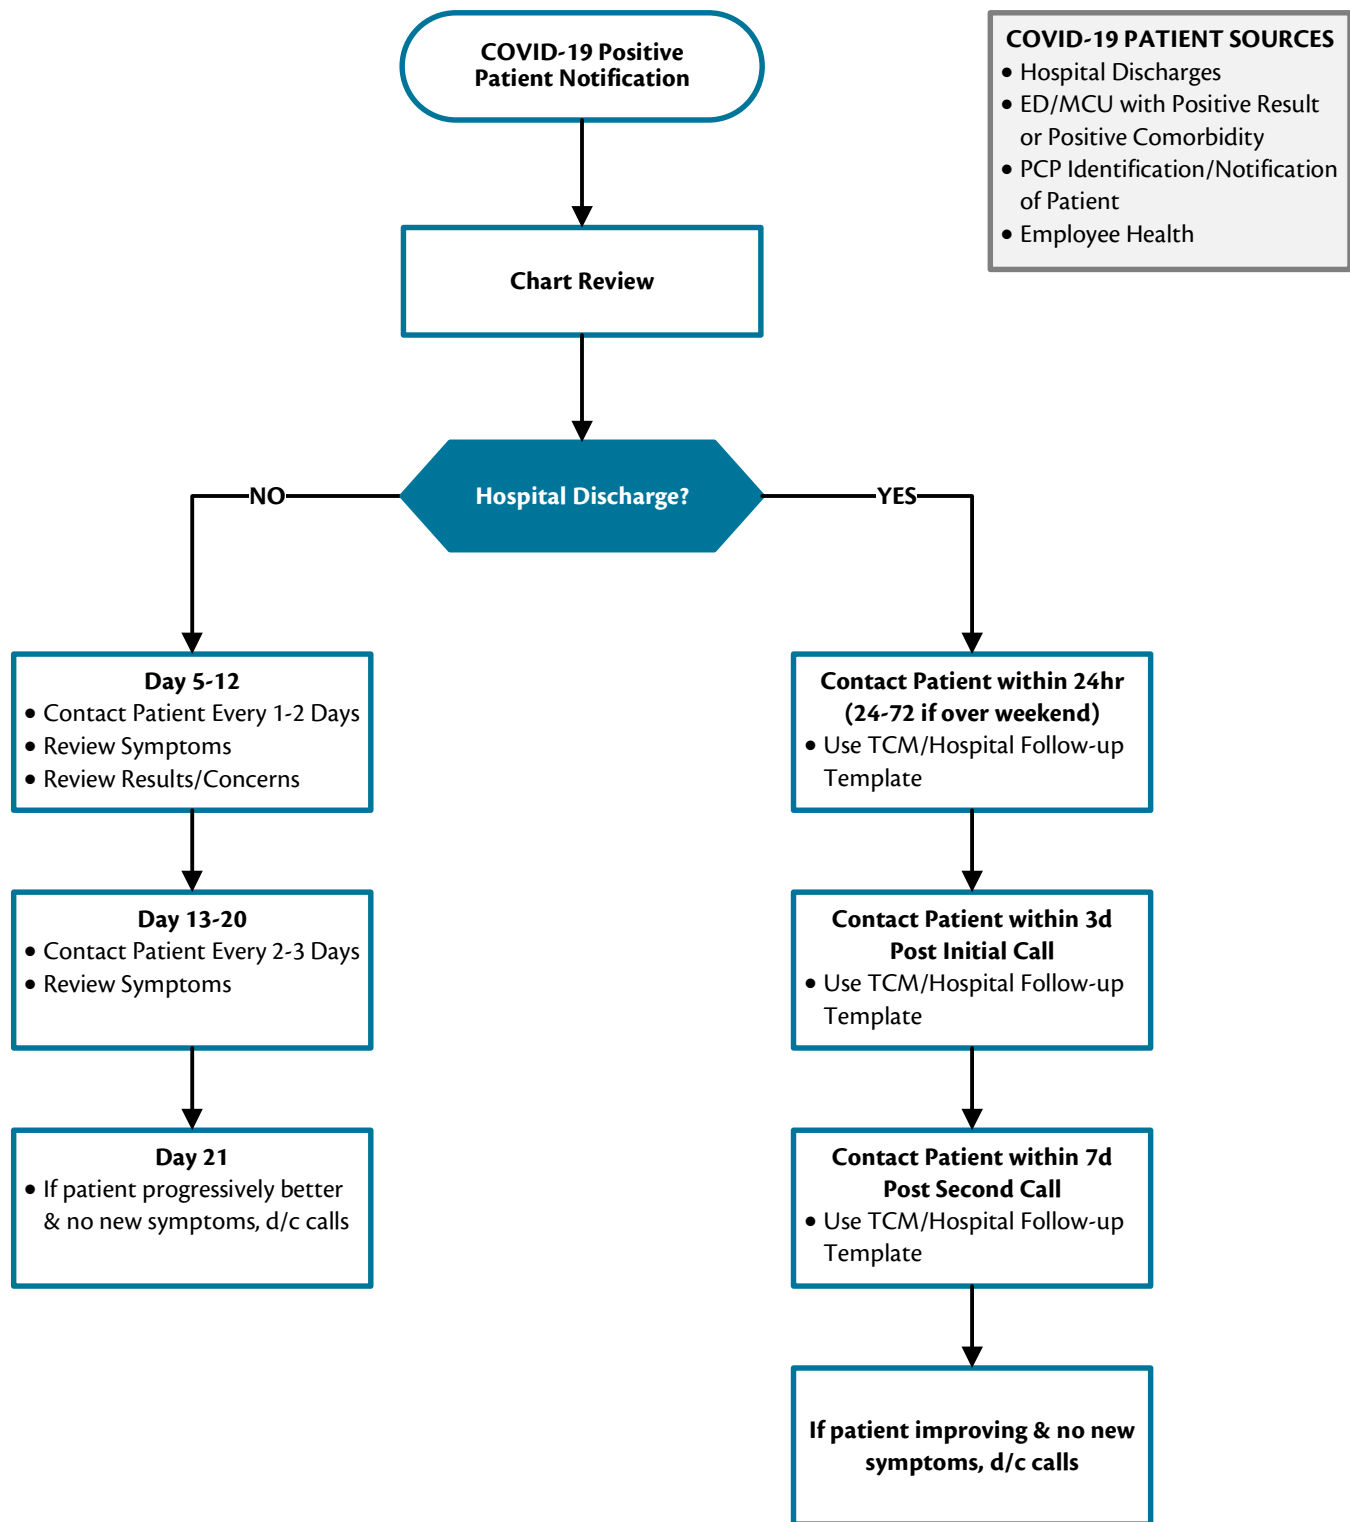 COVID-19 Positive
Patient Notification
COVID-19 PATIENT SOURCES
• Hospital Discharges
• ED/MCU with Positive Result
or Positive Comorbidity
• PCP Identification/Notification
of Patient
• Employee Health
Chart Review
Hospital Discharge?
NO
YES
Day 5-12
• Contact Patient Every 1-2 Days
• Review Symptoms
• Review Results/Concerns
Day 13-20
• Contact Patient Every 2-3 Days
• Review Symptoms
Day 21
• If patient progressively better
& no new symptoms, d/c calls
Contact Patient within 24hr
(24-72 if over weekend)
• Use TCM/Hospital Follow-up
Template
Contact Patient within 3d
Post Initial Call
• Use TCM/Hospital Follow-up
Template
Contact Patient within 7d
Post Second Call
• Use TCM/Hospital Follow-up
Template
If patient improving & no new
symptoms, d/c calls